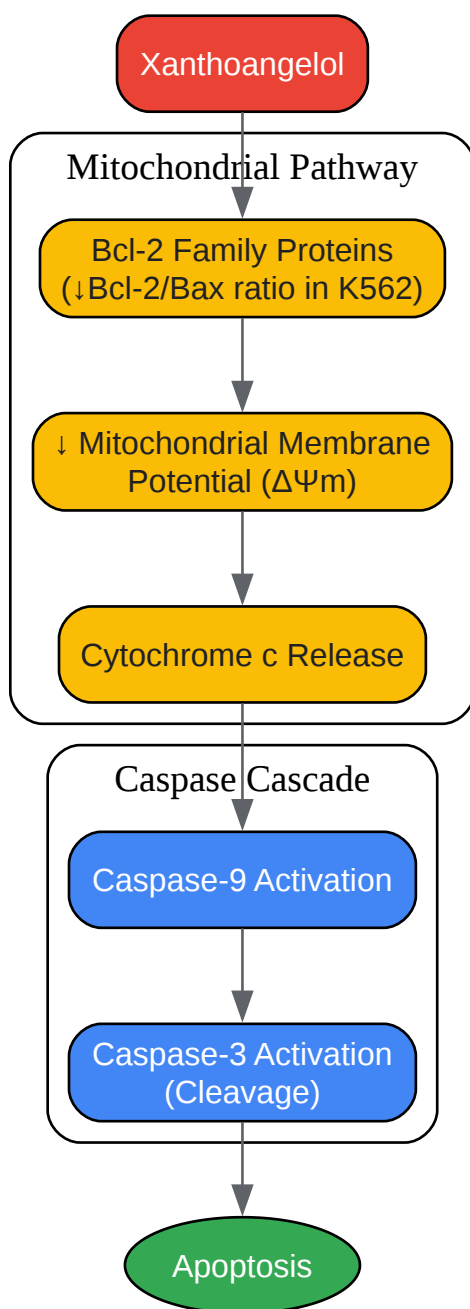 Xanthoangelol
Mitochondrial Pathway
Bcl-2 Family Proteins
(↓Bcl-2/Bax ratio in K562)
↓ Mitochondrial Membrane
Potential (ΔΨm)
Cytochrome c Release
Caspase Cascade
Caspase-9 Activation
Caspase-3 Activation
(Cleavage)
Apoptosis